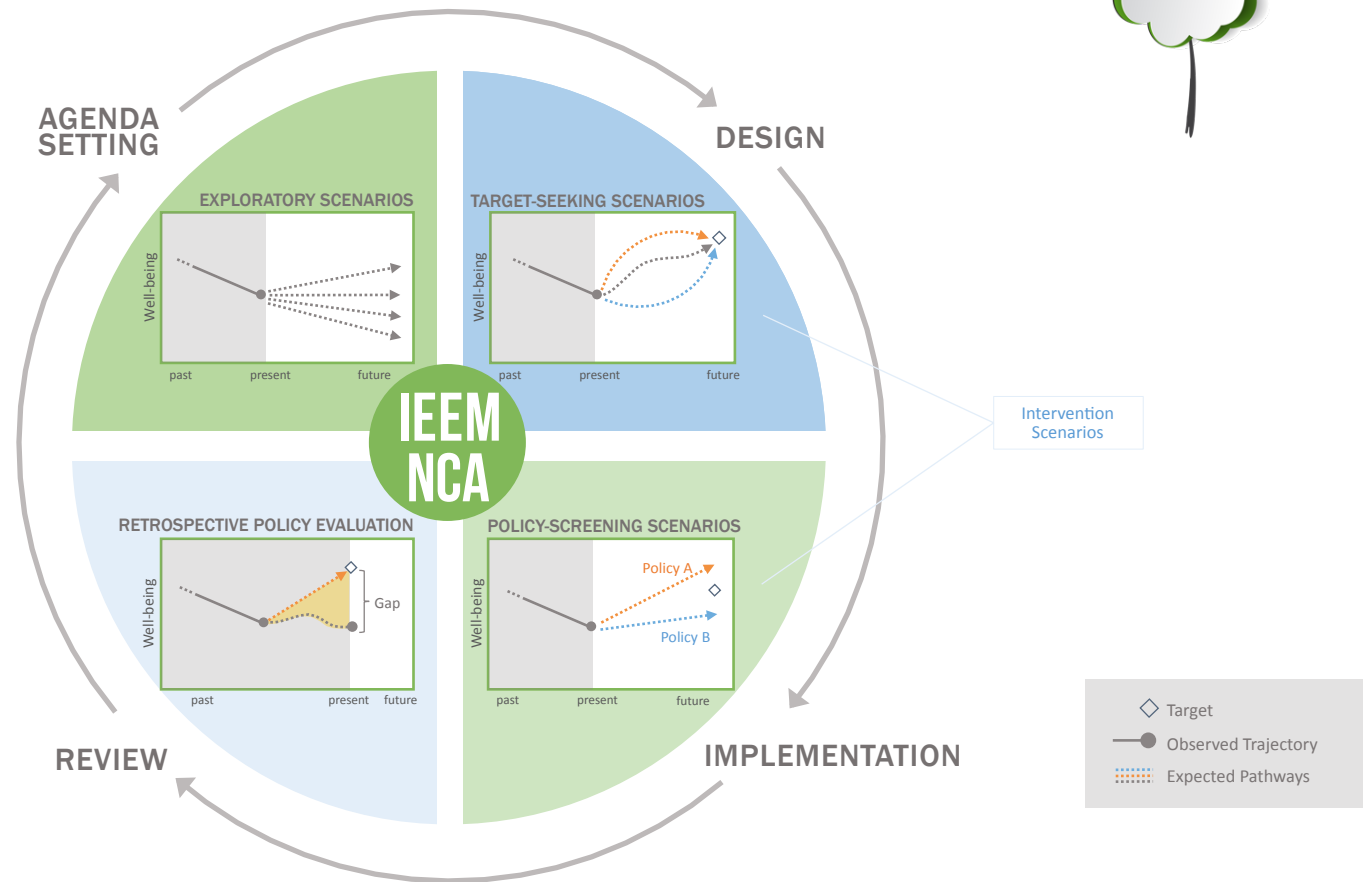 AGENDA
SETTING
DESIGN
EXPLORATORY SCENARIOS
Well-being
past present future
TARGET-SEEKING SCENARIOS
Well-being
past present future
IEEM
NCA
Intervention
Scenarios
RETROSPECTIVE POLICY EVALUATION
Well-being
Gap
past present future
POLICY-SCREENING SCENARIOS
Well-being
Policy A
Policy B
past present future
REVIEW
IMPLEMENTATION
Target
Observed Trajectory
Expected Pathways